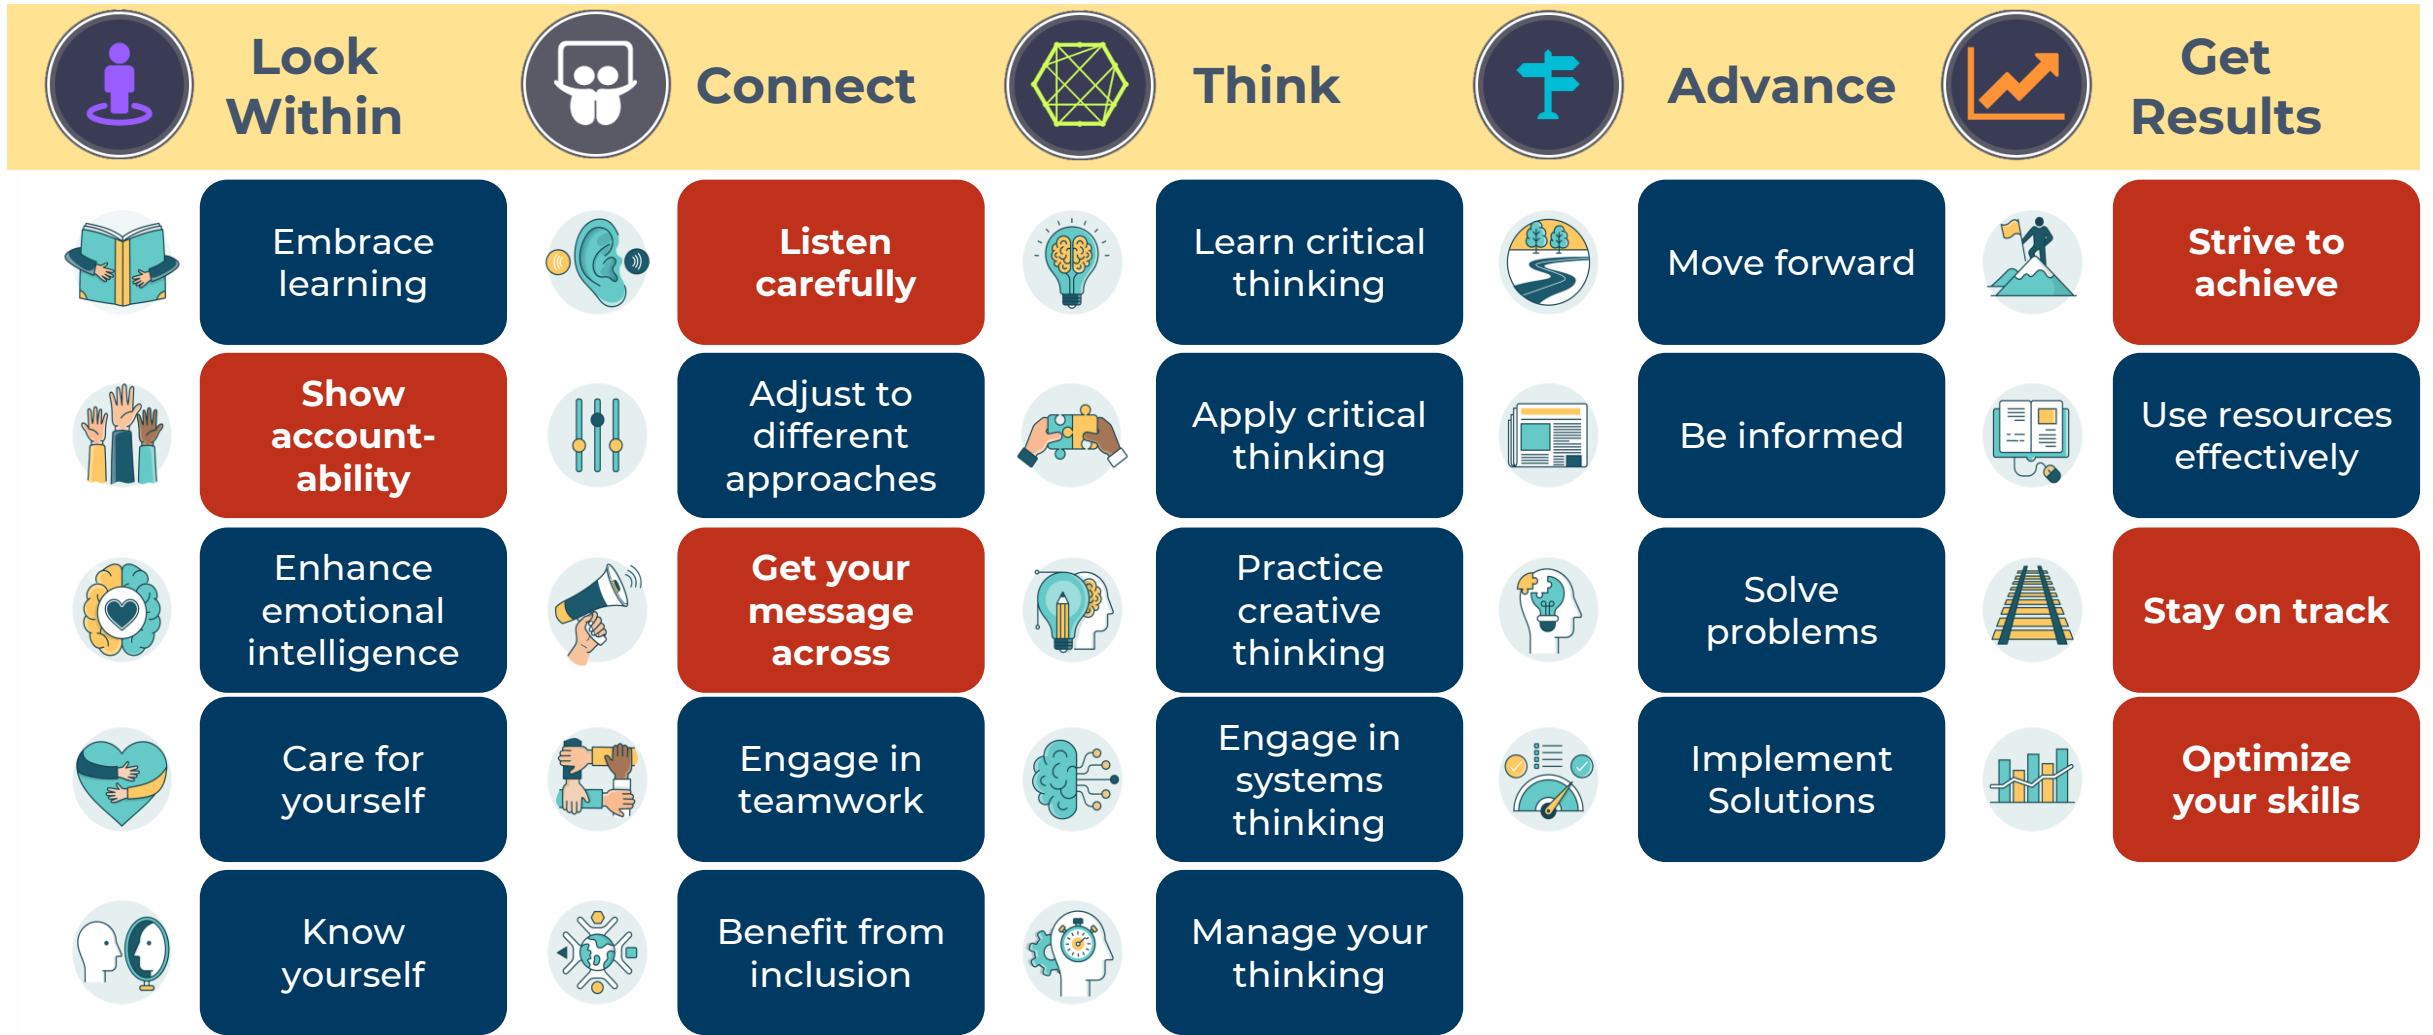 Look
Within
Connect
Think
Advance
Get
Results
Embrace
learning
Listen
carefully
Learn critical
thinking
Move forward
Strive to
achieve
Show
account-
ability
Adjust to
different
approaches
Apply critical
thinking
Be informed
Use resources
effectively
Enhance
emotional
intelligence
Get your
message
across
Practice
creative
thinking
Solve
problems
Stay on track
Care for
yourself
Engage in
teamwork
Engage in
systems
thinking
Implement
Solutions
Optimize
your skills
Know
yourself
Benefit from
inclusion
Manage your
thinking